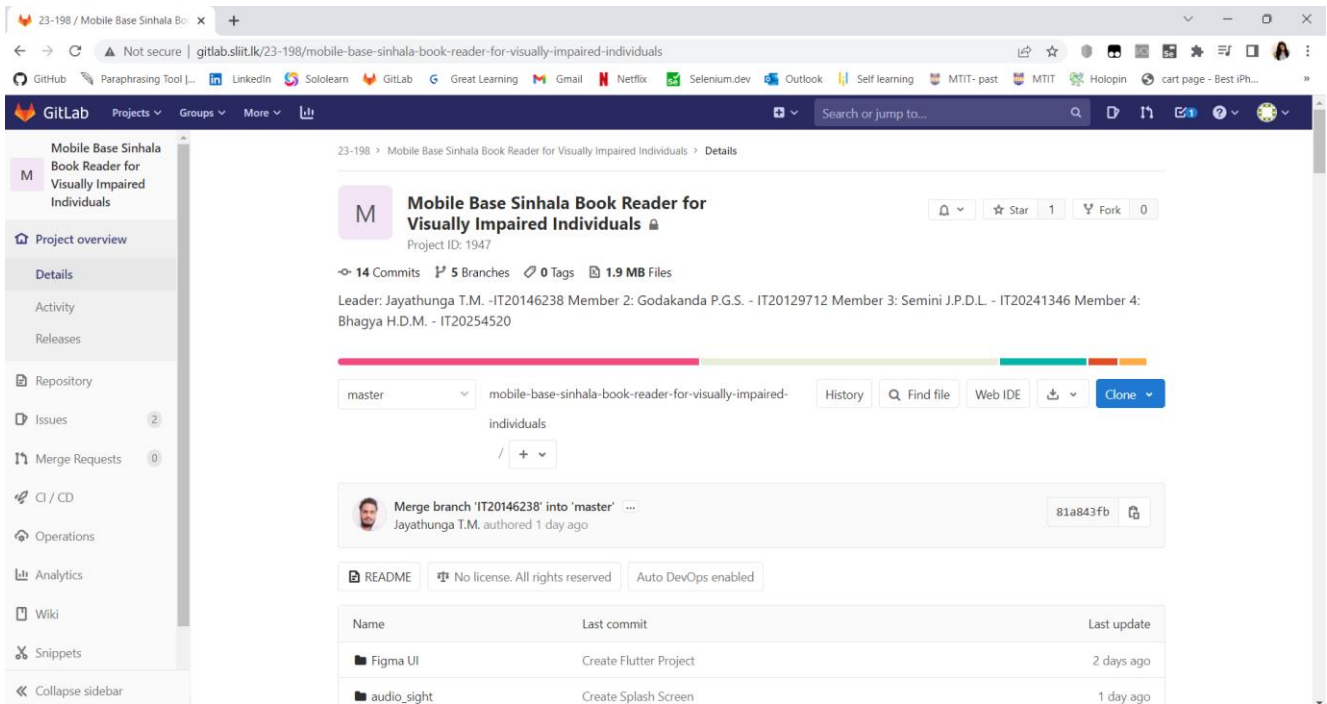 23-198 / Mobile Base Sinhala Bo
Not secure | gitlab.sliit.lk/23-198/mobile-base-sinhala-book-reader-for-visually-impaired-individuals
GitHub Paraphrasing Tool |... LinkedIn Sololearn GitLab Great Learning Gmail Netflix Selenium.dev Outlook Self learning MTIT- past MTIT Holopin cart page - Best iPh... »
GitLab Projects Groups More Search or jump to... 1
Mobile Base Sinhala
Book Reader for
Visually Impaired
Individuals
M
Project overview
Details
Activity
Releases
Repository
Issues 2
Merge Requests 0
CI / CD
Operations
Analytics
Wiki
Snippets
Collapse sidebar
23-198 > Mobile Base Sinhala Book Reader for Visually Impaired Individuals > Details
M
Mobile Base Sinhala Book Reader for
Visually Impaired Individuals
Project ID: 1947
Star 1 Fork 0
14 Commits 5 Branches 0 Tags 1.9 MB Files
Leader: Jayathunga T.M. -IT20146238 Member 2: Godakanda P.G.S. - IT20129712 Member 3: Semini J.P.D.L. - IT20241346 Member 4:
Bhagya H.D.M. - IT20254520
master mobile-base-sinhala-book-reader-for-visually-impaired- History Find file Web IDE Clone
individuals
/ +
Merge branch 'IT20146238' into 'master' ...
Jayathunga T.M. authored 1 day ago
81a843fb
README No license. All rights reserved Auto DevOps enabled
Name Last commit Last update
Figma UI Create Flutter Project 2 days ago
audio_sight Create Splash Screen 1 day ago